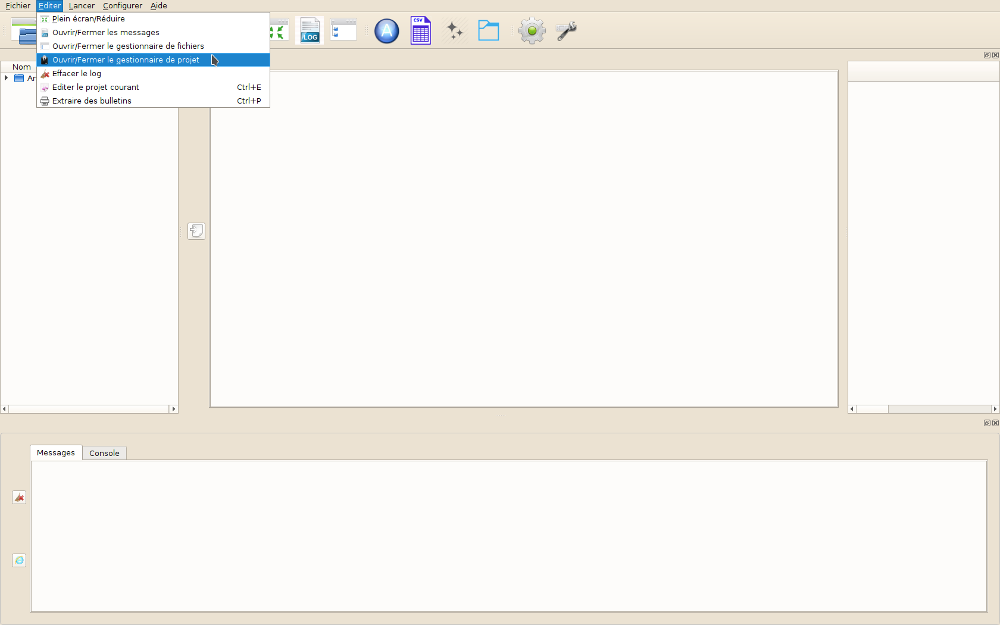 Fichier Editer Lancer Configurer Aide
Plein écran/Réduire
Ouvrir/Fermer les messages
Ouvrir/Fermer le gestionnaire de fichiers
Ouvrir/Fermer le gestionnaire de projet
Effacer le log
Editer le projet courant Ctrl+E
Extraire des bulletins Ctrl+P
LOG
A
CSV
Nom
Messages Console